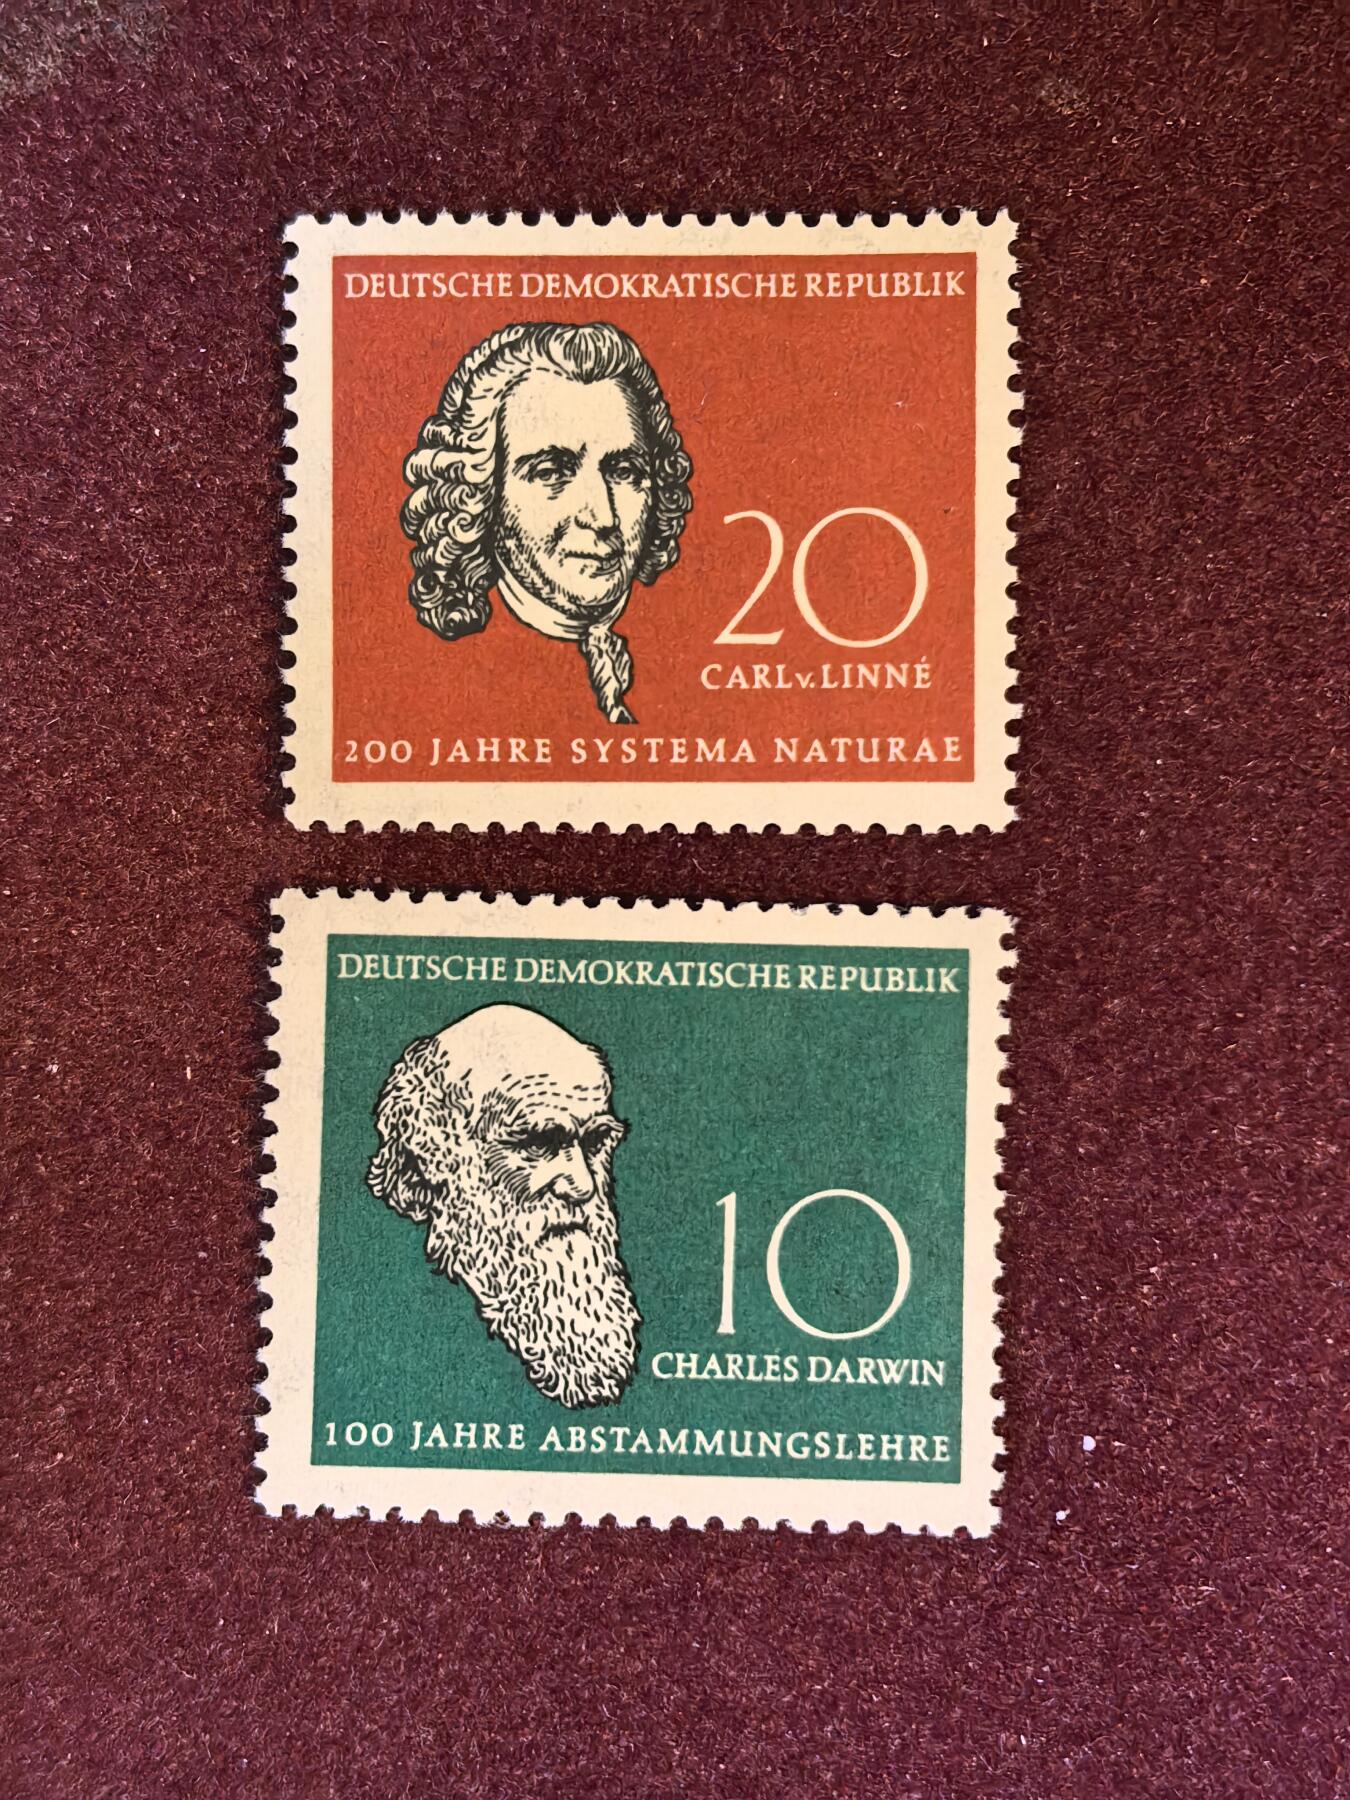 DEUTSCHE DEMOKRATISCHE REPUBLIK
20
CARL v. LINNÉ
200 JAHRE SYSTEMA NATURAE
DEUTSCHE DEMOKRATISCHE REPUBLIK
10
CHARLES DARWIN
100 JAHRE ABSTAMMUNGSLEHRE